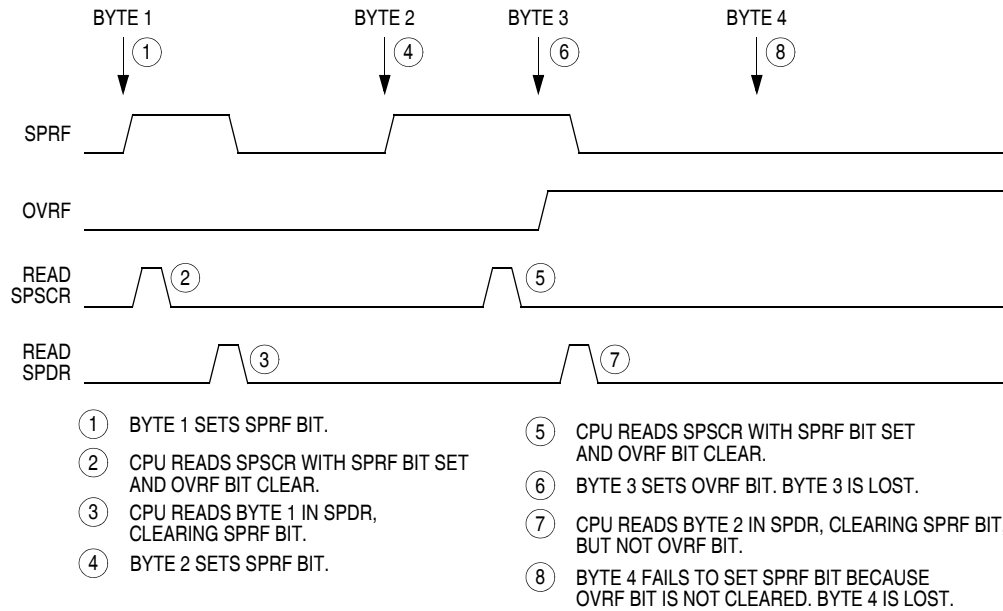 BYTE 1
BYTE 2
BYTE 3
BYTE 4
1
4
6
8
SPRF
OVRF
READ
SPSCR
2
5
READ
SPDR
3
7
1 BYTE 1 SETS SPRF BIT.
2 CPU READS SPSCR WITH SPRF BIT SET
AND OVRF BIT CLEAR.
3 CPU READS BYTE 1 IN SPDR,
CLEARING SPRF BIT.
4 BYTE 2 SETS SPRF BIT.
5 CPU READS SPSCR WITH SPRF BIT SET
AND OVRF BIT CLEAR.
6 BYTE 3 SETS OVRF BIT. BYTE 3 IS LOST.
7 CPU READS BYTE 2 IN SPDR, CLEARING SPRF BIT
BUT NOT OVRF BIT.
8 BYTE 4 FAILS TO SET SPRF BIT BECAUSE
OVRF BIT IS NOT CLEARED. BYTE 4 IS LOST.